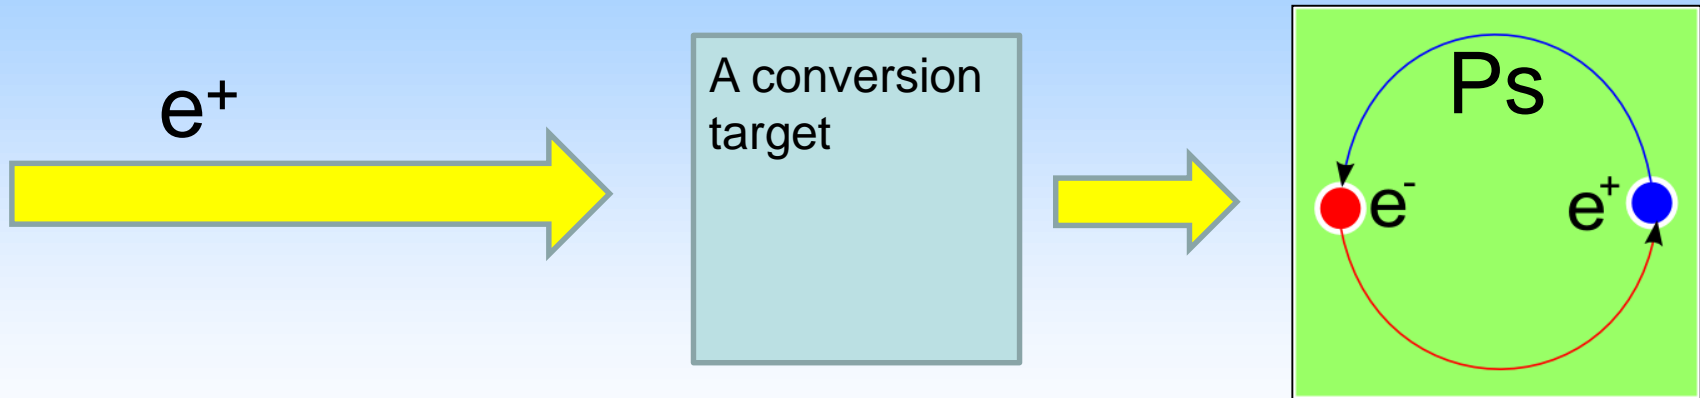 e⁺
A conversion
target
Ps
e⁻
e⁺